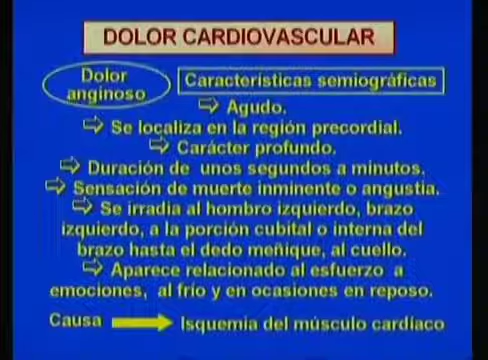 DOLOR CARDIOVASCULAR
Dolor anginoso
Características semiográficas
⇨ Agudo.
⇨ Se localiza en la región precordial.
⇨ Carácter profundo.
⇨ Duración de unos segundos a minutos.
⇨ Sensación de muerte inminente o angustia.
⇨ Se irradia al hombro izquierdo, brazo
izquierdo, a la porción cubital o interna del
brazo hasta el dedo meñique, al cuello.
⇨ Aparece relacionado al esfuerzo a
emociones, al frío y en ocasiones en reposo.
Causa ➡ Isquemia del músculo cardíaco